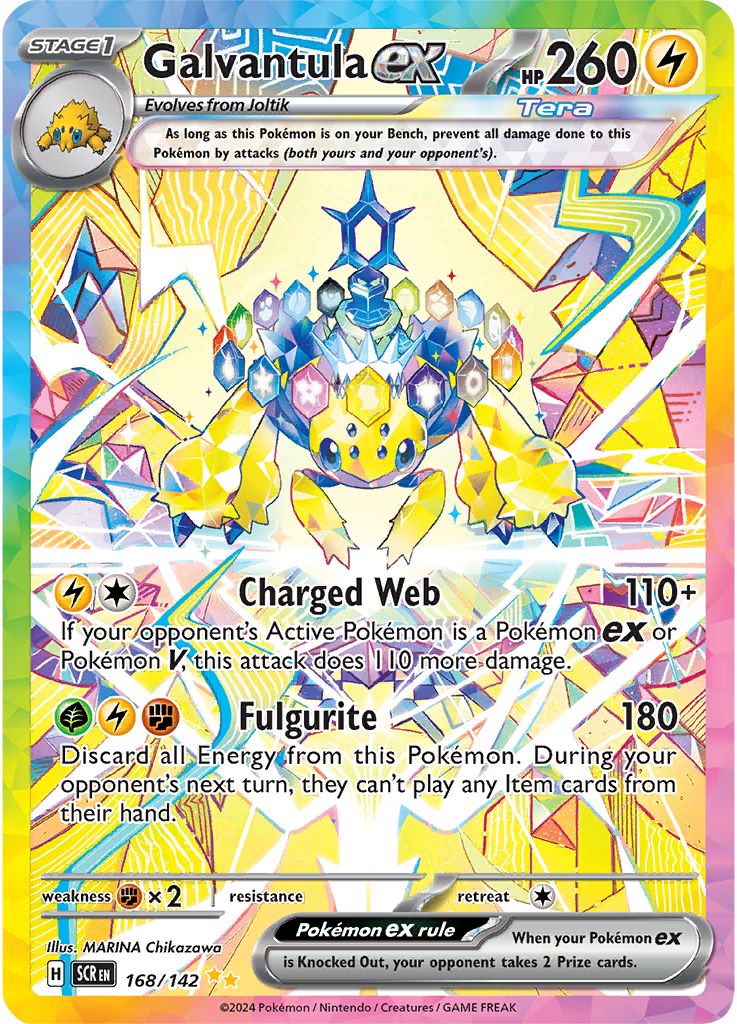 STAGE1
Galvantula ex HP 260
Evolves from Joltik
Tera
As long as this Pokémon is on your Bench, prevent all damage done to this
Pokémon by attacks (both yours and your opponent's).
Charged Web 110+
If your opponent's Active Pokémon is a Pokémon ex or
Pokémon V, this attack does 110 more damage.
Fulgurite 180
Discard all Energy from this Pokémon. During your
opponent's next turn, they can't play any Item cards from
their hand.
weakness ×2 resistance retreat
Illus. MARINA Chikazawa
Pokémon ex rule
When your Pokémon ex
is Knocked Out, your opponent takes 2 Prize cards.
H SCR EN 168/142
©2024 Pokémon / Nintendo / Creatures / GAME FREAK